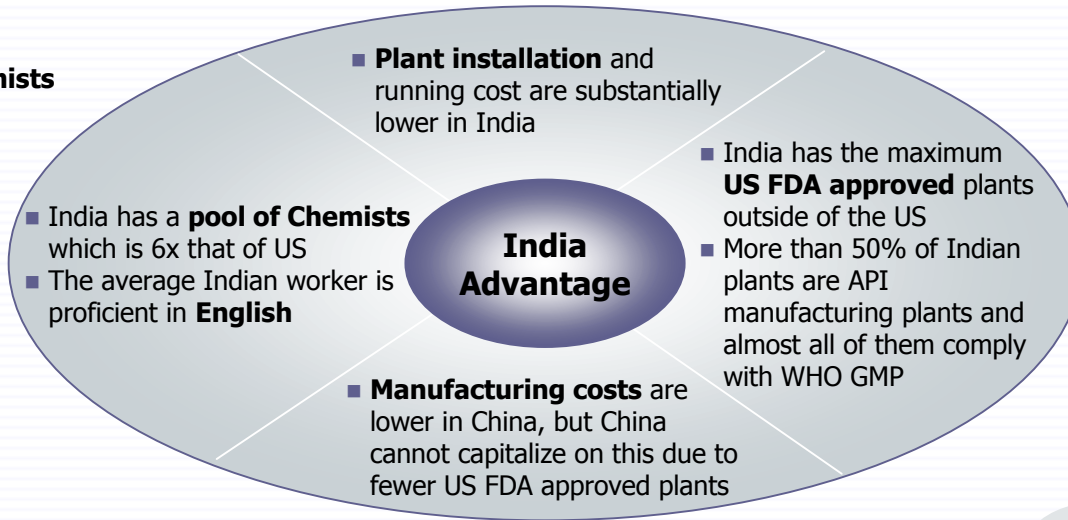 ■ Plant installation and
running cost are substantially
lower in India
■ India has the maximum
US FDA approved plants
outside of the US
■ More than 50% of Indian
plants are API
manufacturing plants and
almost all of them comply
with WHO GMP
■ India has a pool of Chemists
which is 6x that of US
■ The average Indian worker is
proficient in English
India
Advantage
■ Manufacturing costs are
lower in China, but China
cannot capitalize on this due to
fewer US FDA approved plants